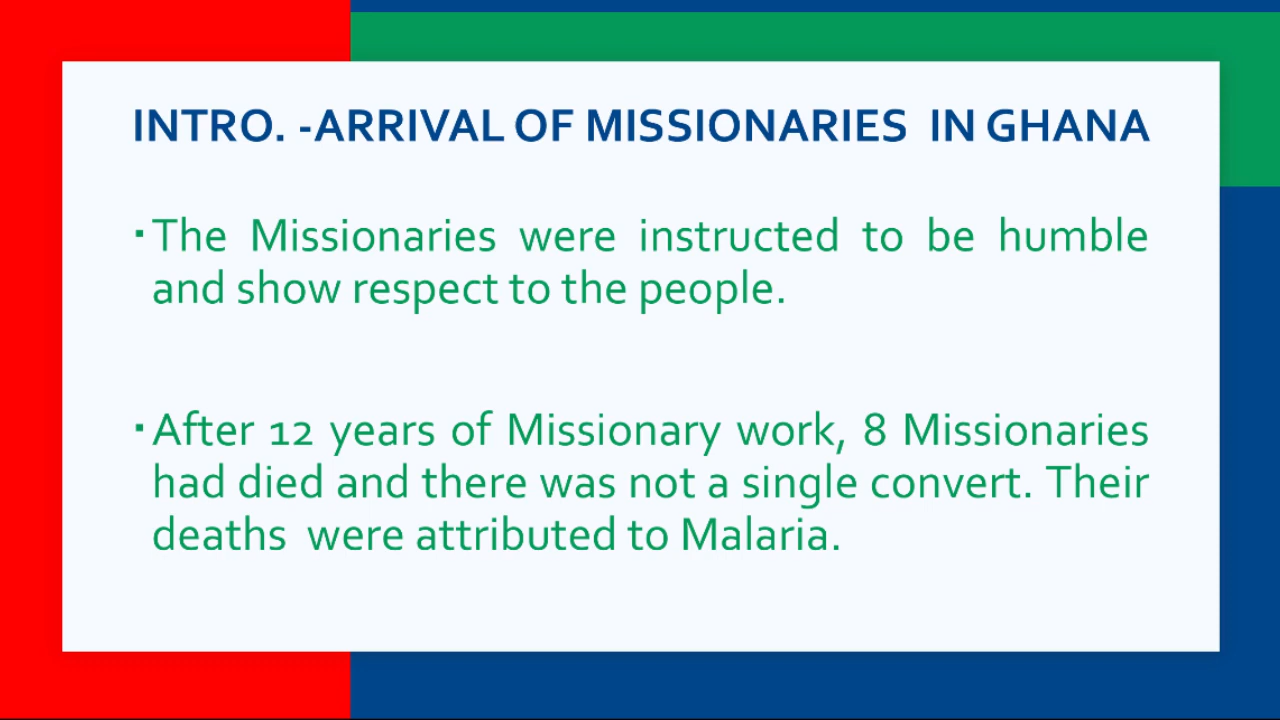 INTRO. -ARRIVAL OF MISSIONARIES IN GHANA
▪The Missionaries were instructed to be humble
and show respect to the people.
▪After 12 years of Missionary work, 8 Missionaries
had died and there was not a single convert. Their
deaths were attributed to Malaria.